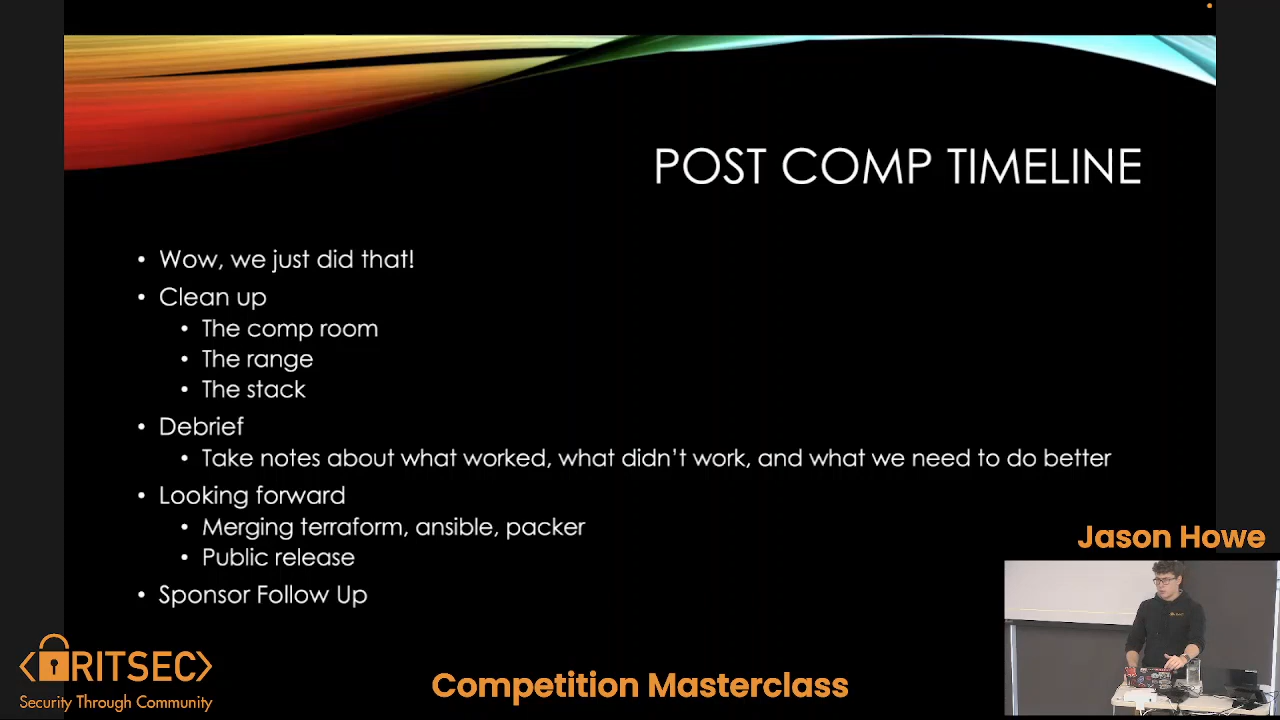 POST COMP TIMELINE
• Wow, we just did that!
• Clean up
• The comp room
• The range
• The stack
• Debrief
• Take notes about what worked, what didn't work, and what we need to do better
• Looking forward
• Merging terraform, ansible, packer
• Public release
• Sponsor Follow Up
Jason Howe
RITSEC
Security Through Community
Competition Masterclass